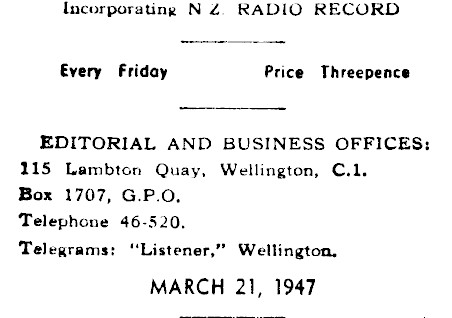 Incorporating N.Z. RADIO RECORD
Every Friday Price Threepence
EDITORIAL AND BUSINESS OFFICES:
115 Lambton Quay, Wellington, C.1.
Box 1707, G.P.O.
Telephone 46-520.
Telegrams: "Listener," Wellington.
MARCH 21, 1947